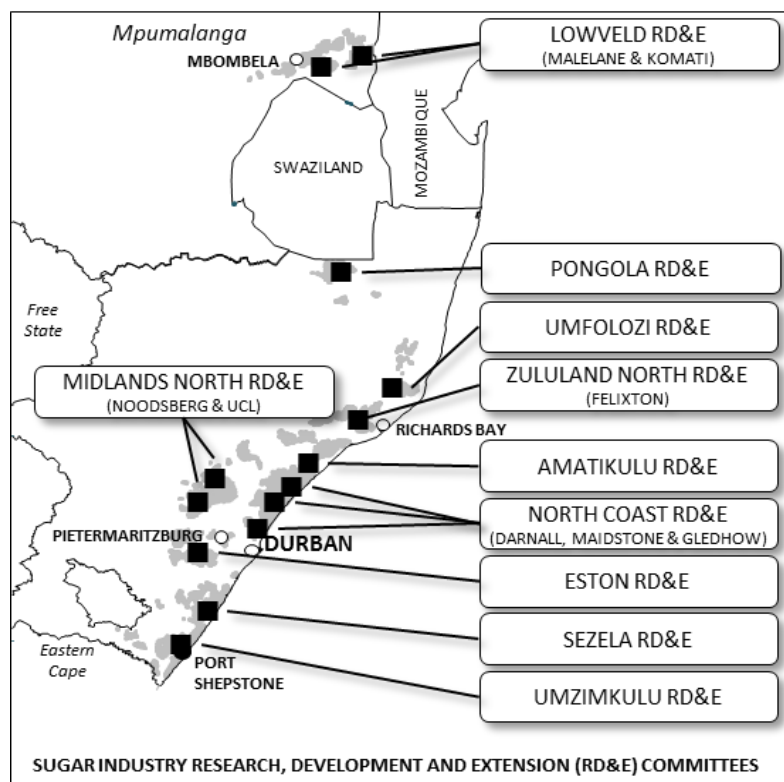 Mpumalanga
MBOMBELA
LOWVELD RD&E
(MALELANE & KOMATI)
SWAZILAND
MOZAMBIQUE
PONGOLA RD&E
Free
State
UMFOLOZI RD&E
MIDLANDS NORTH RD&E
(NOODSBERG & UCL)
ZULULAND NORTH RD&E
(FELIXTON)
RICHARDS BAY
AMATIKULU RD&E
NORTH COAST RD&E
(DARNALL, MAIDSTONE & GLEDHOW)
PIETERMARITZBURG
DURBAN
ESTON RD&E
SEZELA RD&E
Eastern
Cape
PORT
SHEPSTONE
UMZIMKULU RD&E
SUGAR INDUSTRY RESEARCH, DEVELOPMENT AND EXTENSION (RD&E) COMMITTEES